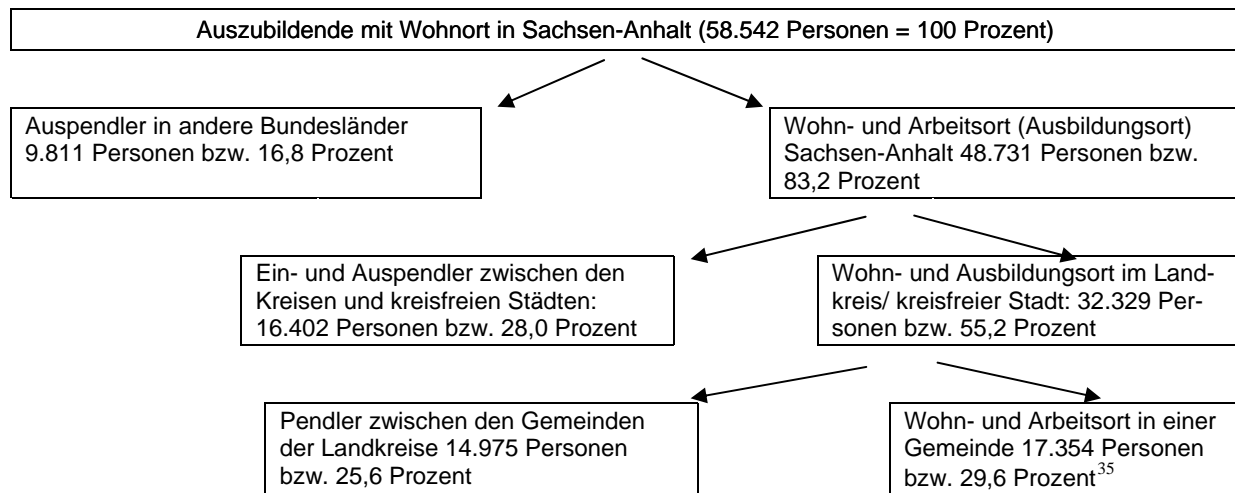 Auszubildende mit Wohnort in Sachsen-Anhalt (58.542 Personen = 100 Prozent)
Auspendler in andere Bundesländer
9.811 Personen bzw. 16,8 Prozent
Wohn- und Arbeitsort (Ausbildungsort)
Sachsen-Anhalt 48.731 Personen bzw.
83,2 Prozent
Ein- und Auspendler zwischen den
Kreisen und kreisfreien Städten:
16.402 Personen bzw. 28,0 Prozent
Wohn- und Ausbildungsort im Land-
kreis/ kreisfreier Stadt: 32.329 Per-
sonen bzw. 55,2 Prozent
Pendler zwischen den Gemeinden
der Landkreise 14.975 Personen
bzw. 25,6 Prozent
Wohn- und Arbeitsort in einer
Gemeinde 17.354 Personen
bzw. 29,6 Prozent35